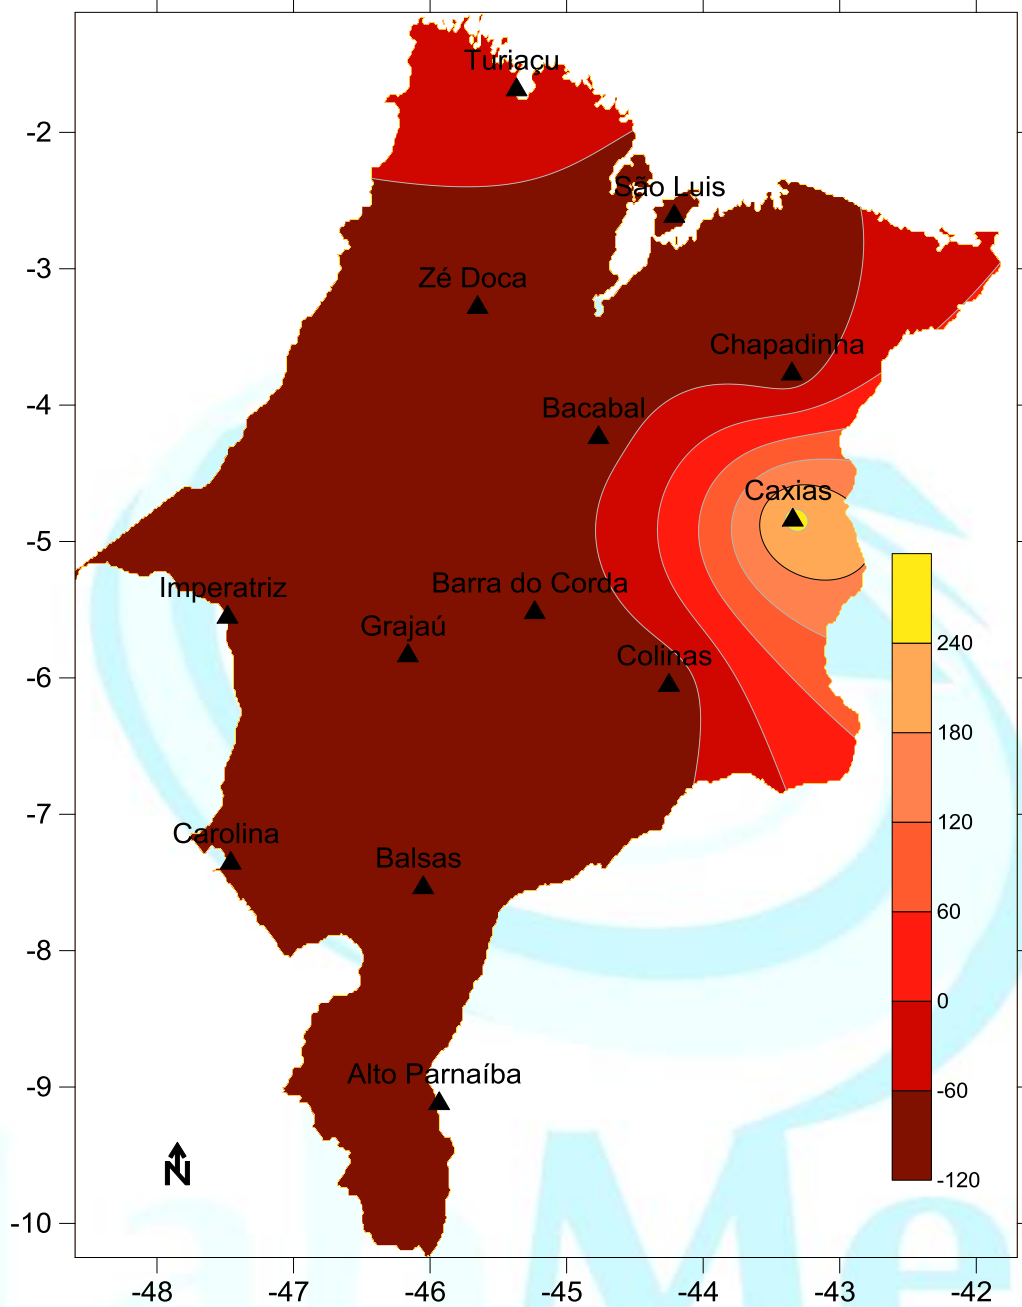 Turiaçu
-2
São Luis
-3
Zé Doca
Chapadinha
-4
Bacabal
Caxias
-5
Imperatriz
Barra do Corda
Grajaú
240
Colinas
-6
180
-7
120
Carolina
Balsas
60
-8
0
Alto Parnaíba
-9
-60
N
-120
-10
-48 -47 -46 -45 -44 -43 -42